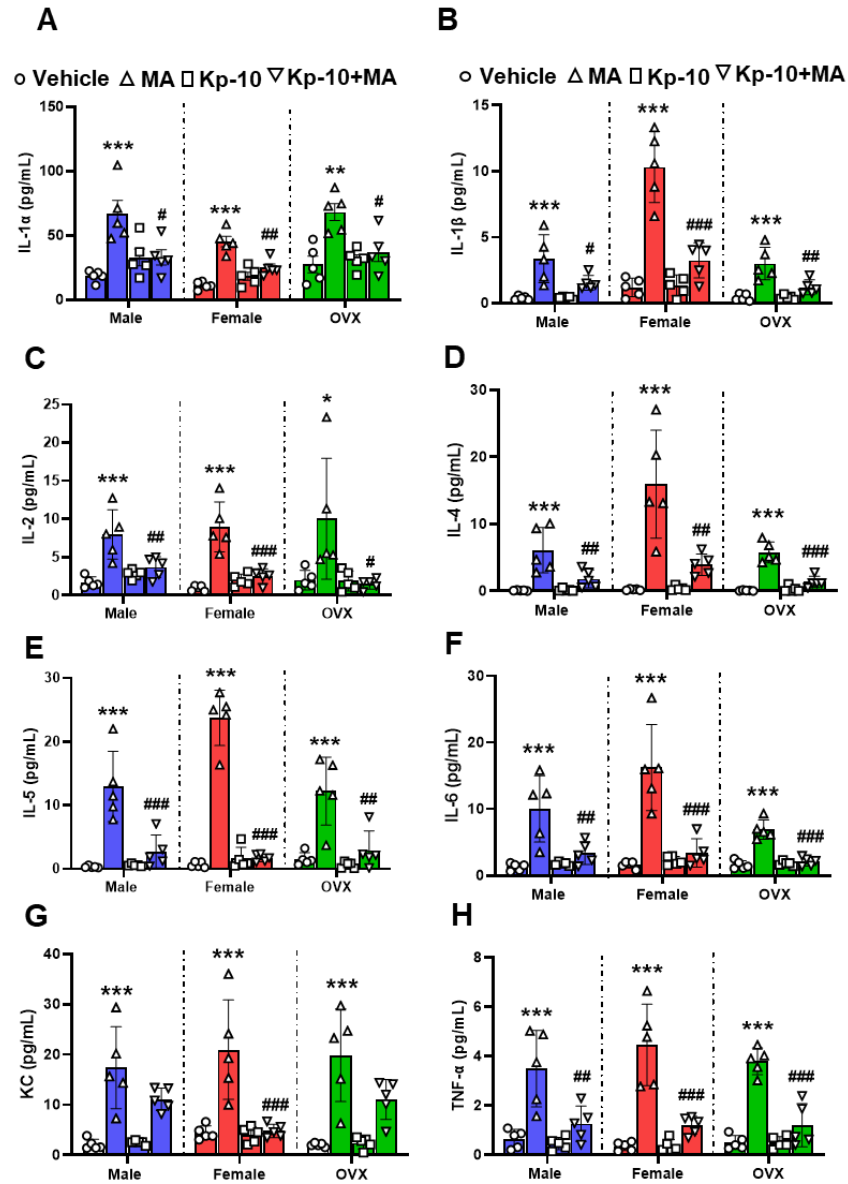 A
B
○ Vehicle △ MA □ Kp-10 ▽ Kp-10+MA
○ Vehicle △ MA □ Kp-10 ▽ Kp-10+MA
IL-1α (pg/mL)
150
100
50
0
***
#
***
##
**
#
Male
Female
OVX
IL-1β (pg/mL)
15
10
5
0
***
#
***
###
***
##
Male
Female
OVX
C
D
IL-2 (pg/mL)
25
20
15
10
5
0
***
##
***
###
*
#
Male
Female
OVX
IL-4 (pg/mL)
30
20
10
0
***
##
***
##
***
###
Male
Female
OVX
E
F
IL-5 (pg/mL)
30
20
10
0
***
###
***
###
***
##
Male
Female
OVX
IL-6 (pg/mL)
30
20
10
0
***
##
***
###
***
###
Male
Female
OVX
G
H
KC (pg/mL)
40
30
20
10
0
***
***
###
***
Male
Female
OVX
TNF-α (pg/mL)
8
6
4
2
0
***
##
***
###
***
###
Male
Female
OVX